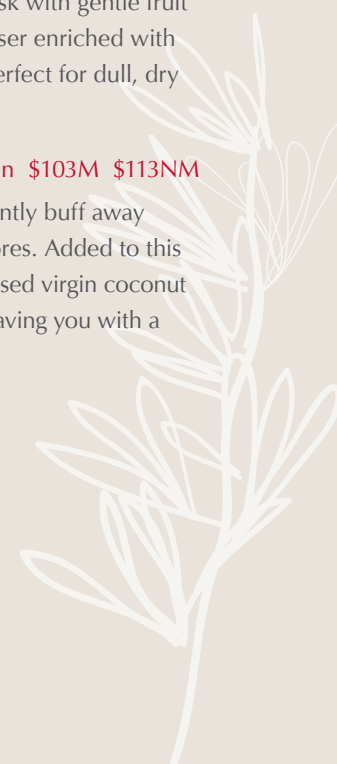 sk with gentle fruit
ser enriched with
erfect for dull, dry
n $103M $113NM
ntly buff away
ores. Added to this
sed virgin coconut
aving you with a